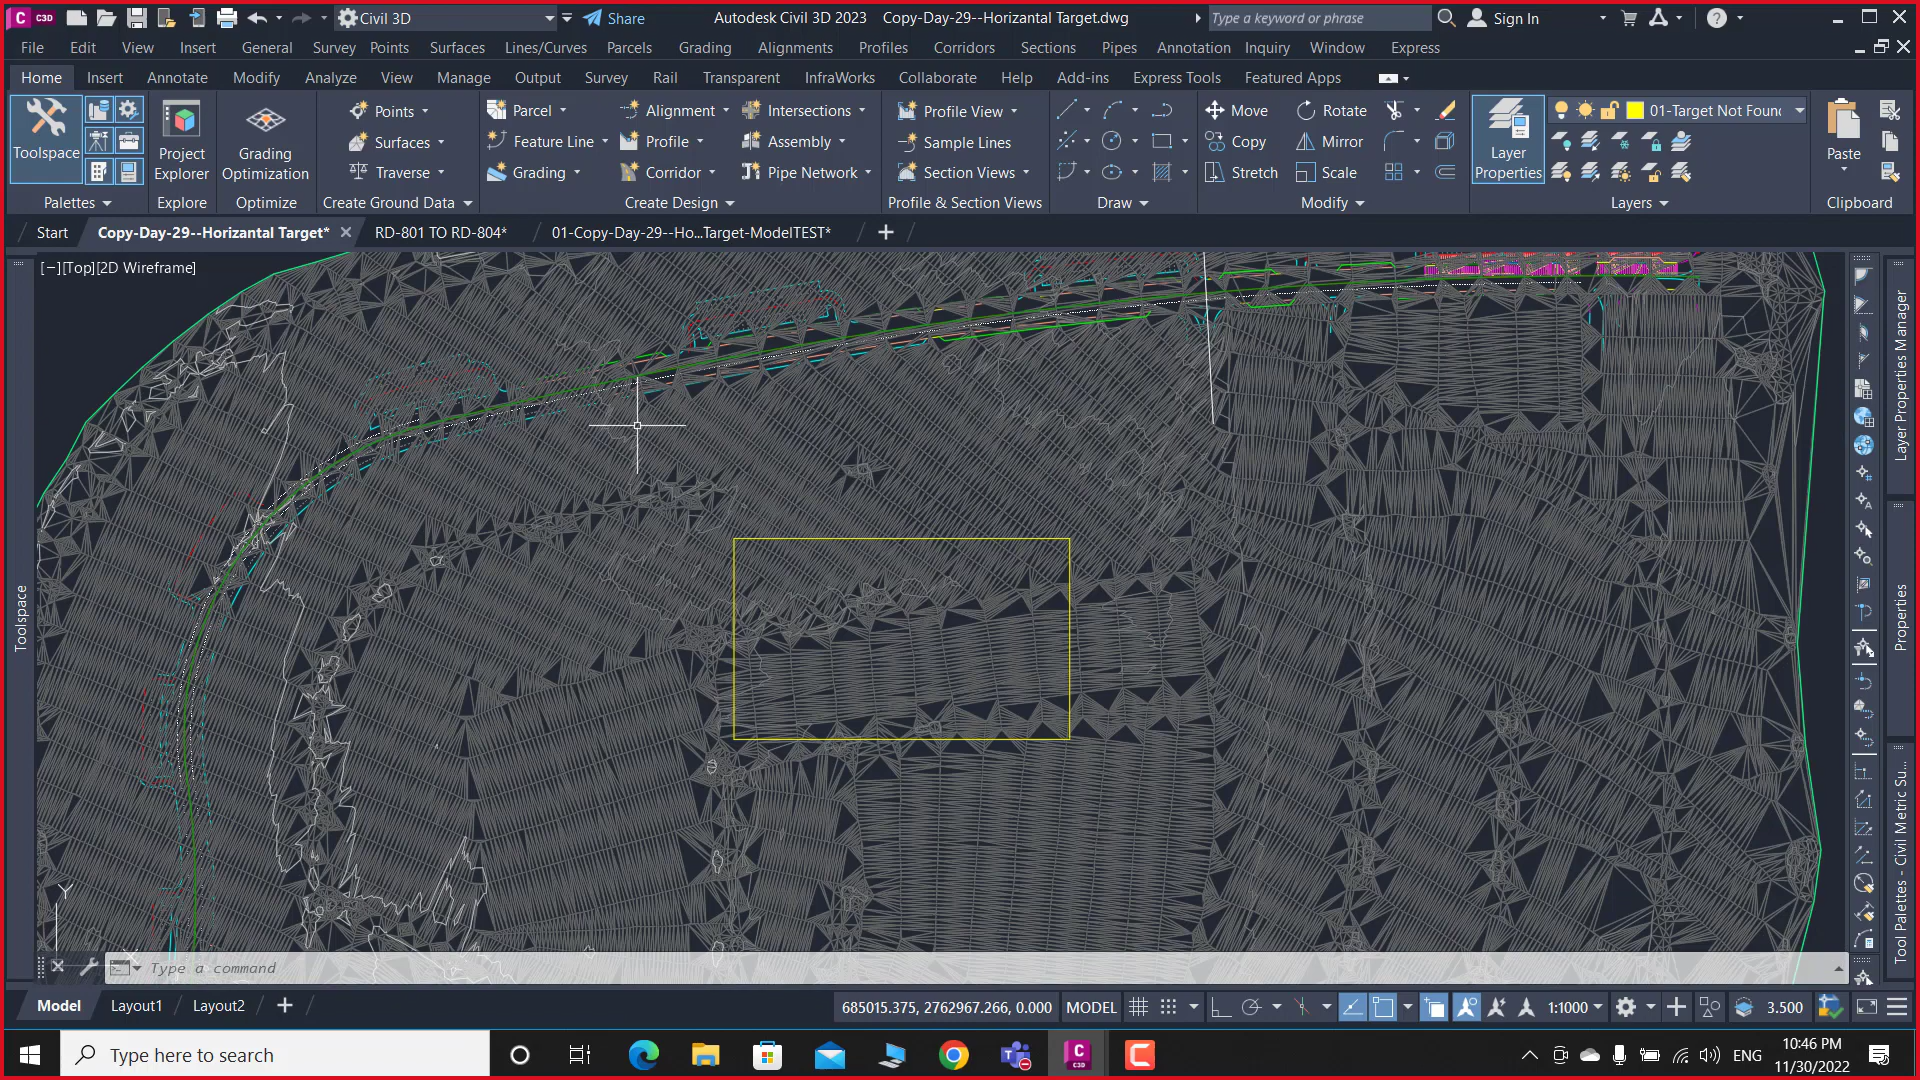 C C3D Civil 3D Share Autodesk Civil 3D 2023 Copy-Day-29--Horizantal Target.dwg Type a keyword or phrase Sign In
File Edit View Insert General Survey Points Surfaces Lines/Curves Parcels Grading Alignments Profiles Corridors Sections Pipes Annotation Inquiry Window Express
Home Insert Annotate Modify Analyze View Manage Output Survey Rail Transparent InfraWorks Collaborate Help Add-ins Express Tools Featured Apps
Points Parcel Alignment Intersections Profile View Move Rotate 01-Target Not Foun
Surfaces Feature Line Profile Assembly Sample Lines Copy Mirror
Traverse Grading Corridor Pipe Network Section Views Stretch Scale
Toolspace
Project Explorer
Grading Optimization
Layer Properties
Paste
Palettes Explore Optimize Create Ground Data Create Design Profile & Section Views Draw Modify Layers Clipboard
Start Copy-Day-29--Horizantal Target* RD-801 TO RD-804* 01-Copy-Day-29--Ho...Target-ModelTEST*
[−][Top][2D Wireframe]
Toolspace
Layer Properties Manager
Properties
Tool Palettes - Civil Metric Su...
Y
X
Type a command
Model Layout1 Layout2 685015.375, 2762967.266, 0.000 MODEL 1:1000 3.500
Type here to search ENG 10:46 PM
11/30/2022